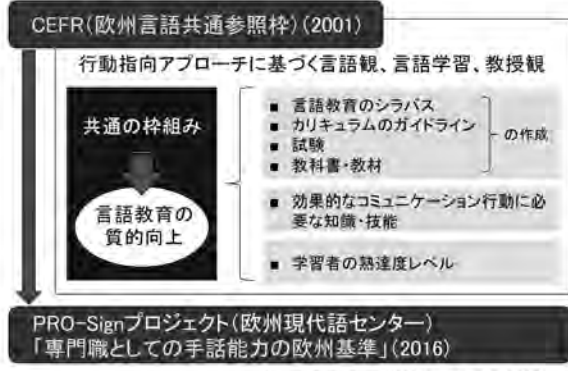 CEFR(欧州言語共通参照枠)(2001)
行動指向アプローチに基づく言語観、言語学習、教授観
共通の枠組み
言語教育の
質的向上
■ 言語教育のシラバス
■ カリキュラムのガイドライン
■ 試験
■ 教科書・教材
の作成
■ 効果的なコミュニケーション行動に必
要な知識・技能
■ 学習者の熟達度レベル
PRO-Signプロジェクト(欧州現代語センター)
「専門職としての手話能力の欧州基準」(2016)